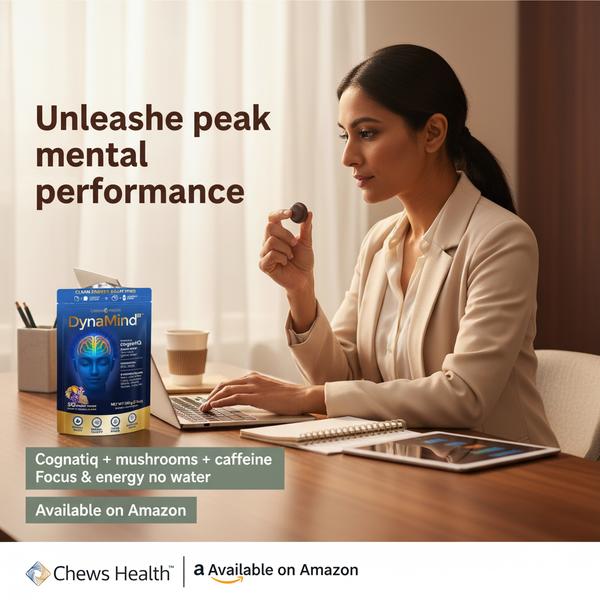 Unleashe peak
mental
performance
DynaMind
Cognatiq + mushrooms + caffeine
Focus & energy no water
Available on Amazon
Chews Health™
a Available on Amazon